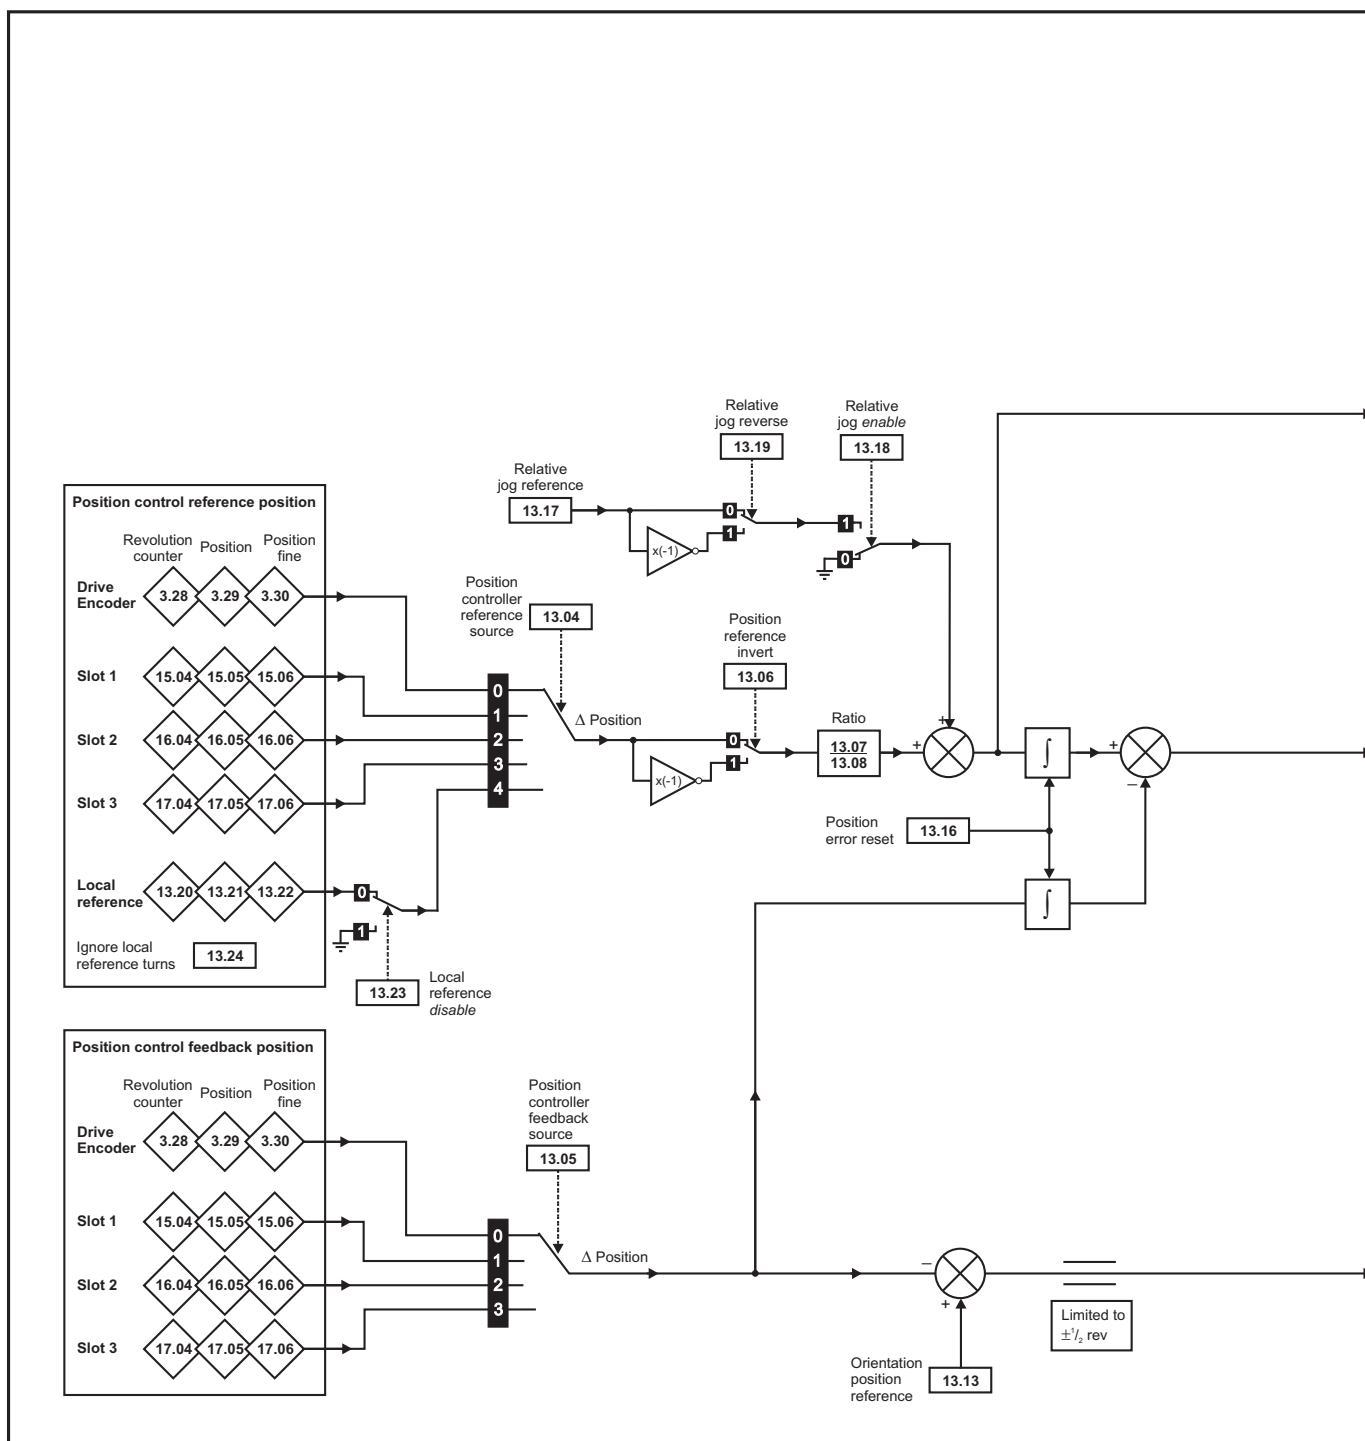 Relative
jog reverse
13.19
Relative
jog enable
13.18
Relative
jog reference
13.17
0
1
x(-1)
1
0
Position control reference position
Revolution
counter
Position
Position
fine
Drive
Encoder
3.28
3.29
3.30
Slot 1
15.04
15.05
15.06
Slot 2
16.04
16.05
16.06
Slot 3
17.04
17.05
17.06
Local
reference
13.20
13.21
13.22
Ignore local
reference turns
13.24
0
1
13.23
Local
reference
disable
Position
controller
reference
source
13.04
0
1
2
3
4
Δ Position
Position
reference
invert
13.06
0
1
x(-1)
Ratio
13.07
13.08
+
+
∫
+
−
Position
error reset
13.16
∫
Position control feedback position
Revolution
counter
Position
Position
fine
Drive
Encoder
3.28
3.29
3.30
Slot 1
15.04
15.05
15.06
Slot 2
16.04
16.05
16.06
Slot 3
17.04
17.05
17.06
Position
controller
feedback
source
13.05
0
1
2
3
Δ Position
−
+
Limited to
±1/2 rev
Orientation
position
reference
13.13